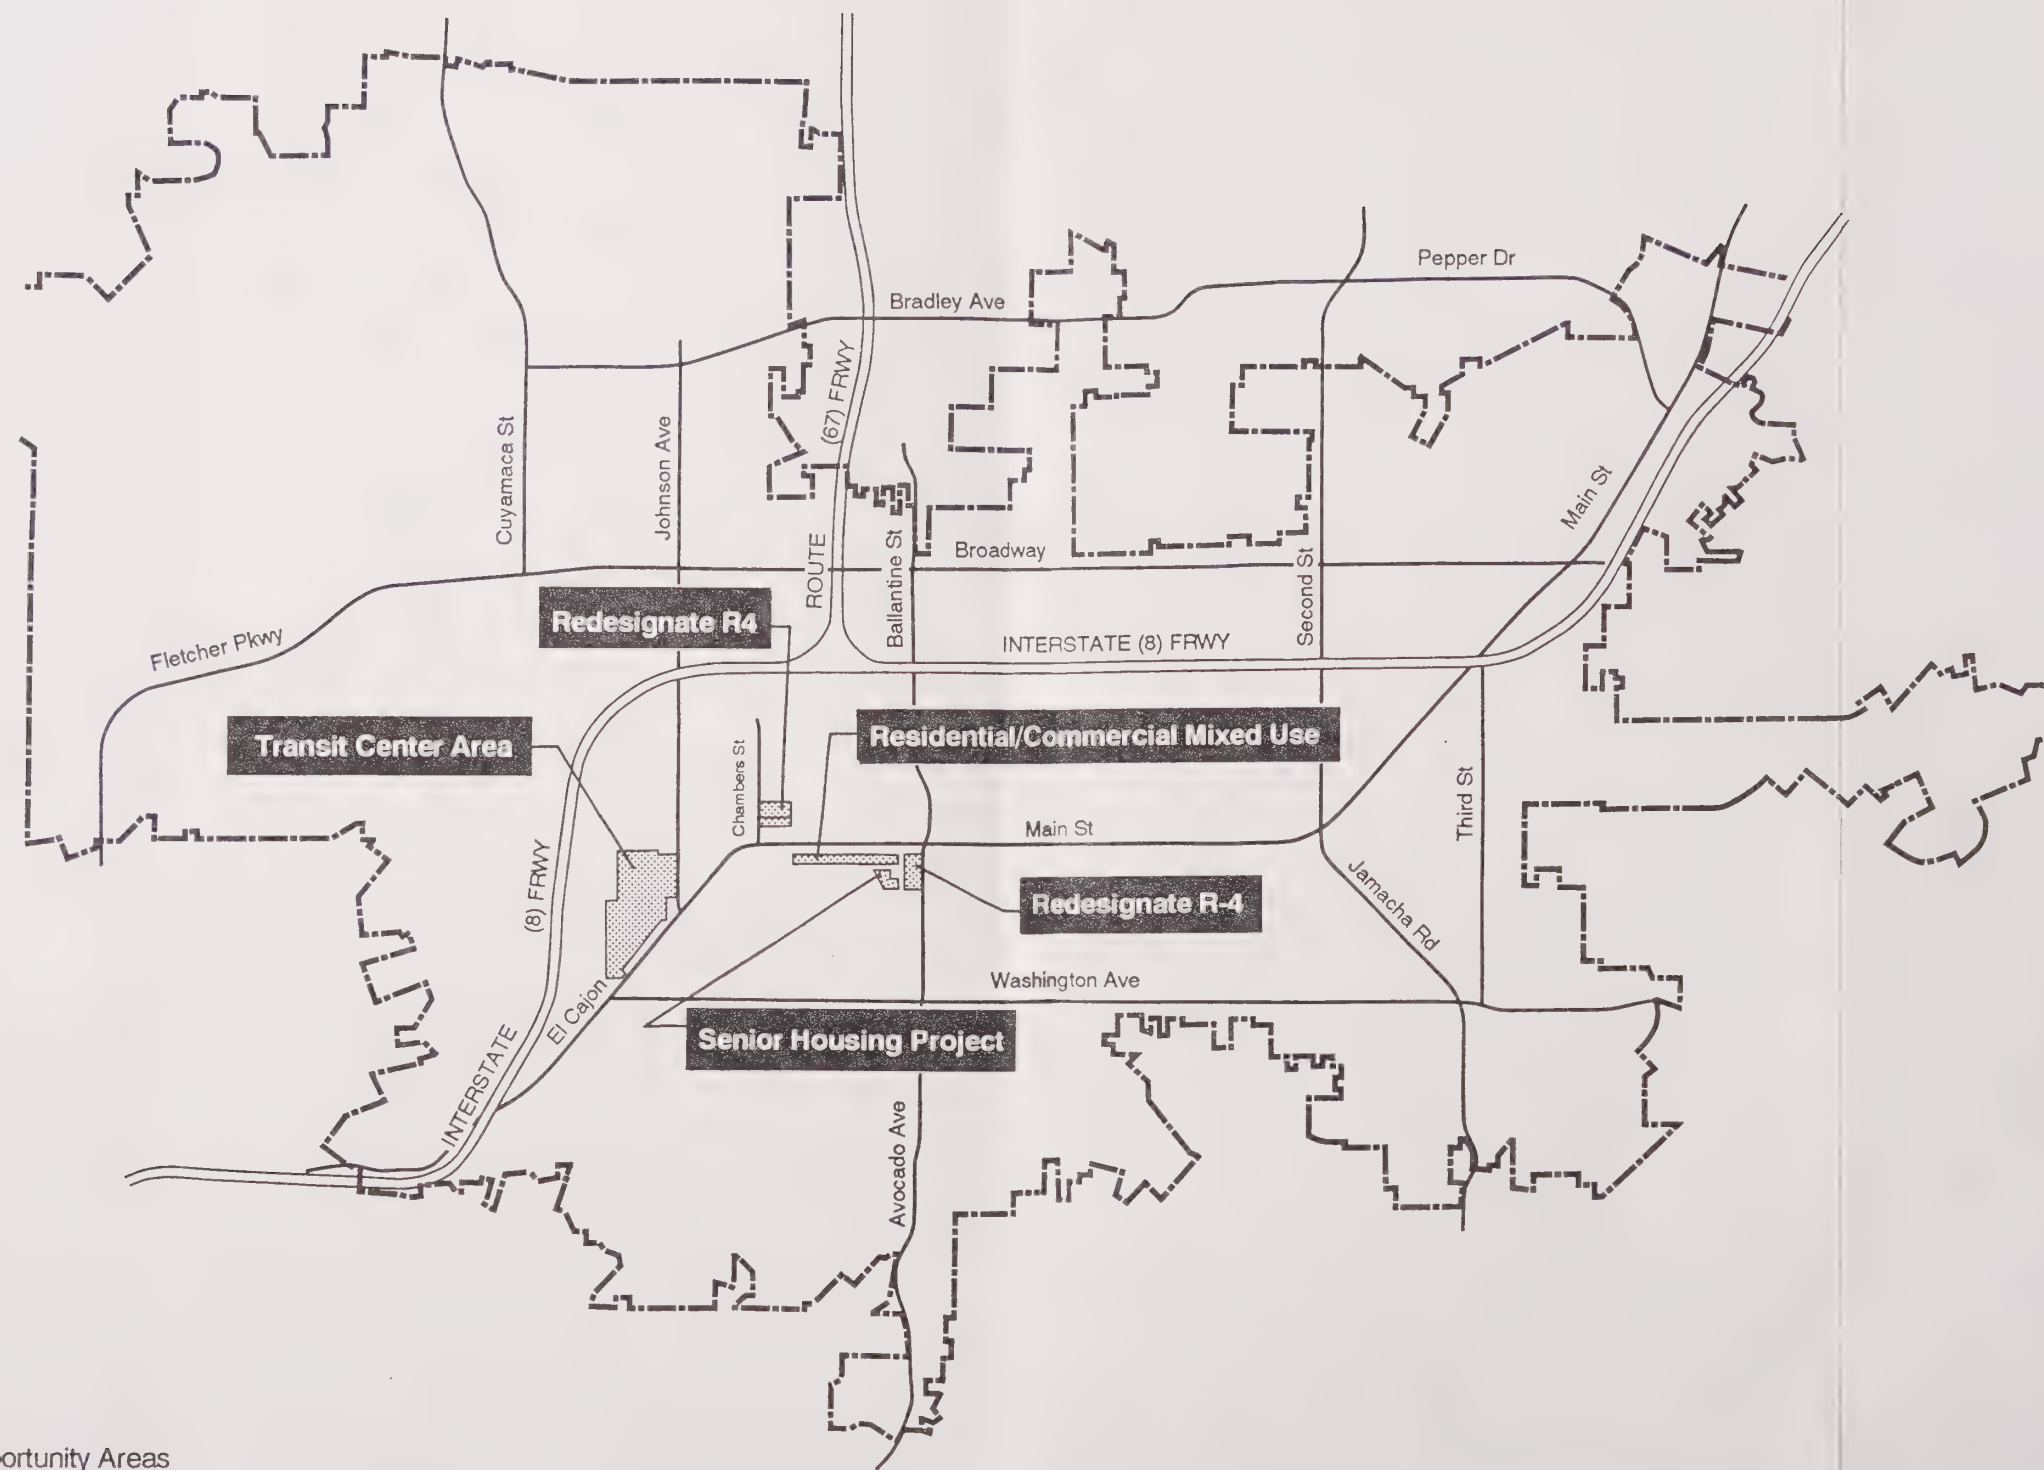 Pepper Dr
Bradley Ave
(67) FRWY
ROUTE
Cuyamaca St
Johnson Ave
Main St
Ballantine St
Broadway
Second St
Redesignate R4
Fletcher Pkwy
INTERSTATE (8) FRWY
Transit Center Area
Residential/Commercial Mixed Use
Chambers St
Third St
Main St
(8) FRWY
INTERSTATE
Jamacha Rd
Redesignate R-4
Washington Ave
El Cajon
Senior Housing Project
Avocado Ave
Areas